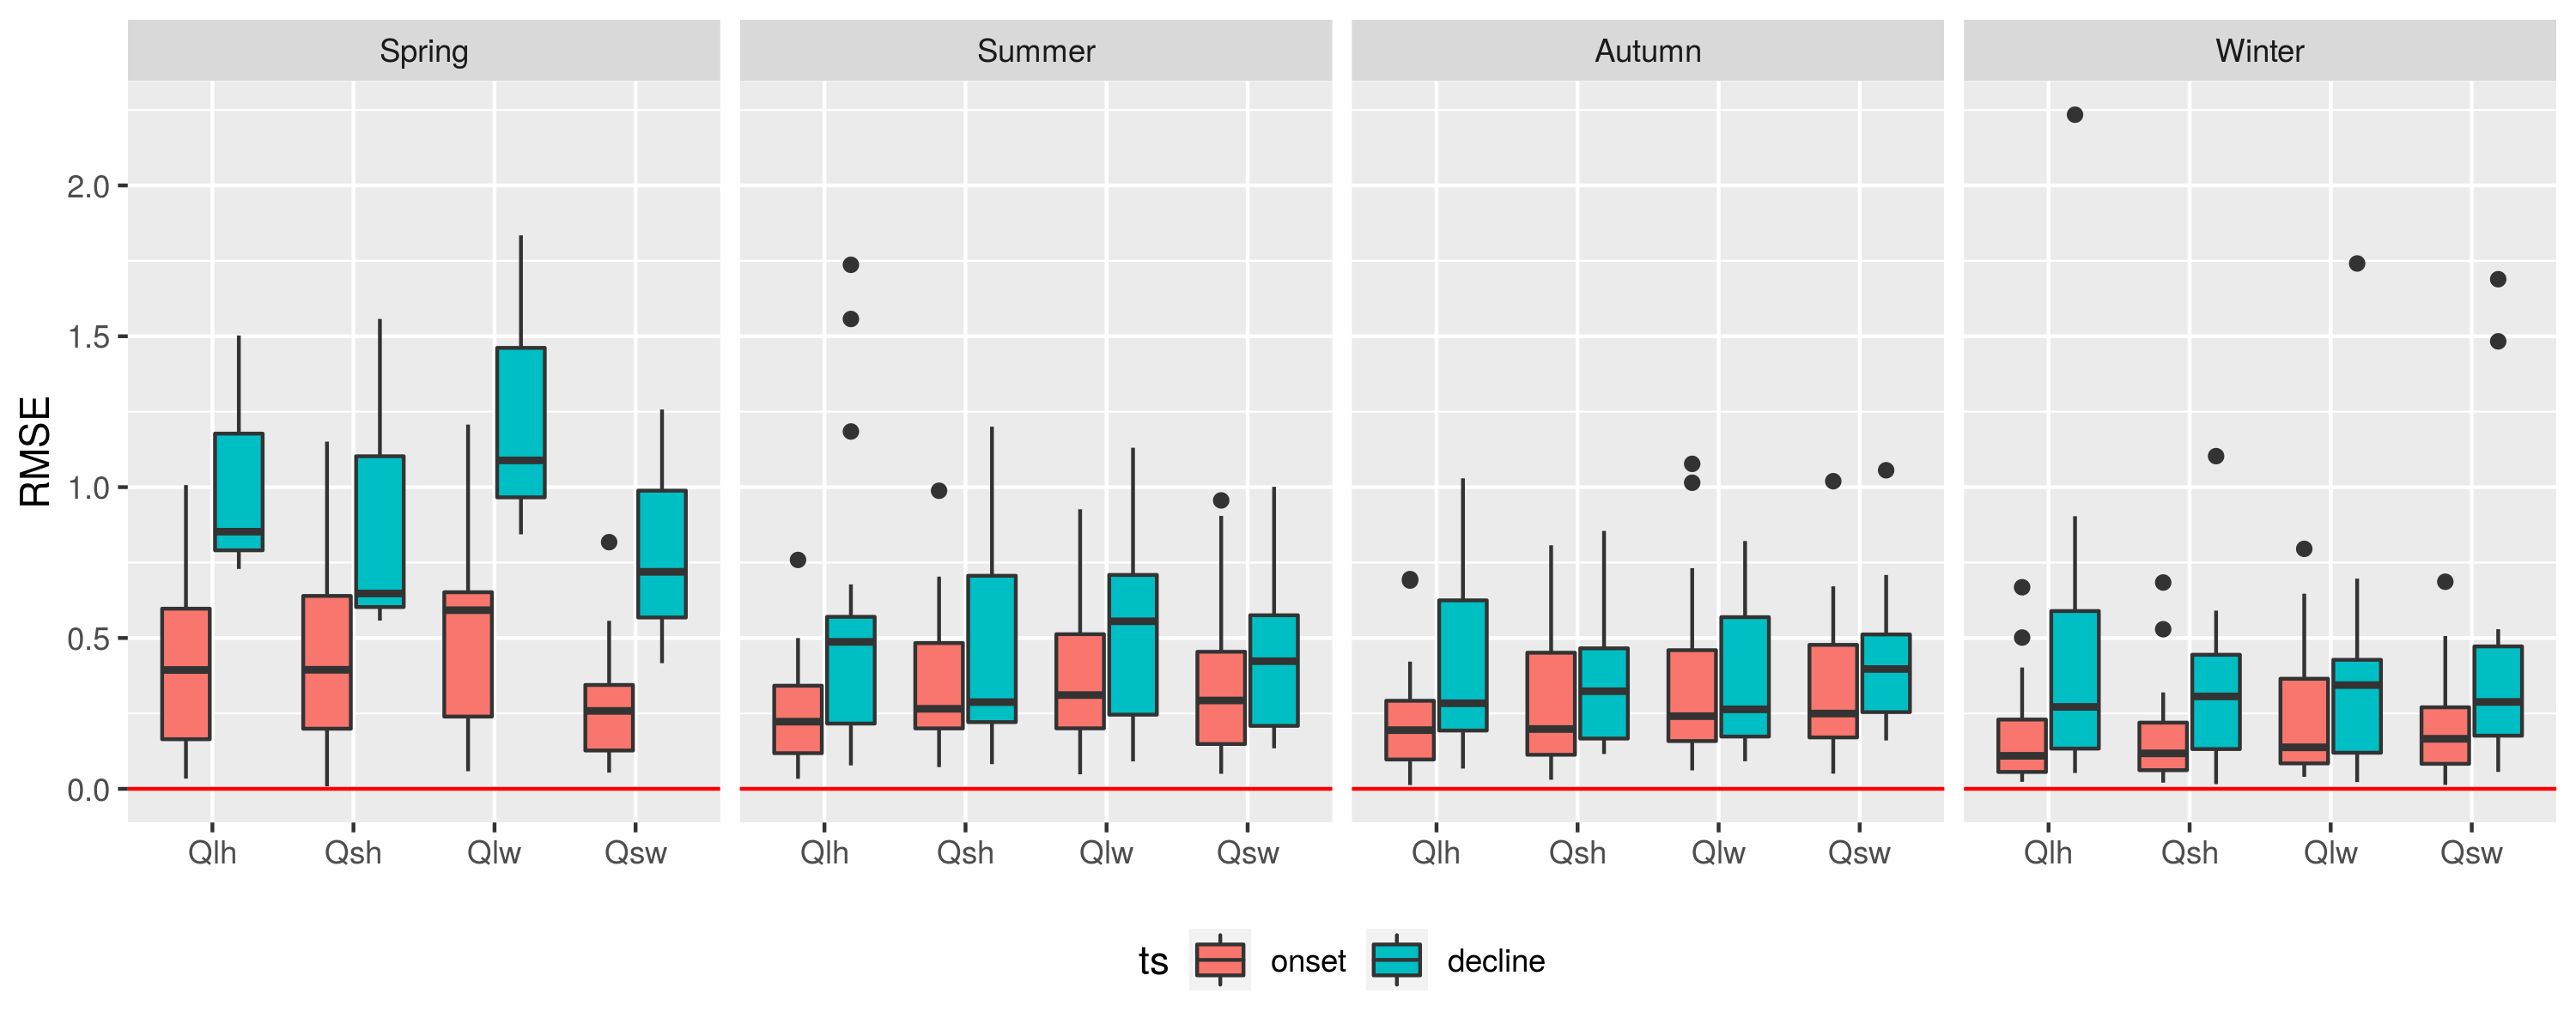 Spring Summer Autumn Winter
RMSE
2.0
1.5
1.0
0.5
0.0
Qlh Qsh Qlw Qsw Qlh Qsh Qlw Qsw Qlh Qsh Qlw Qsw Qlh Qsh Qlw Qsw
ts onset decline